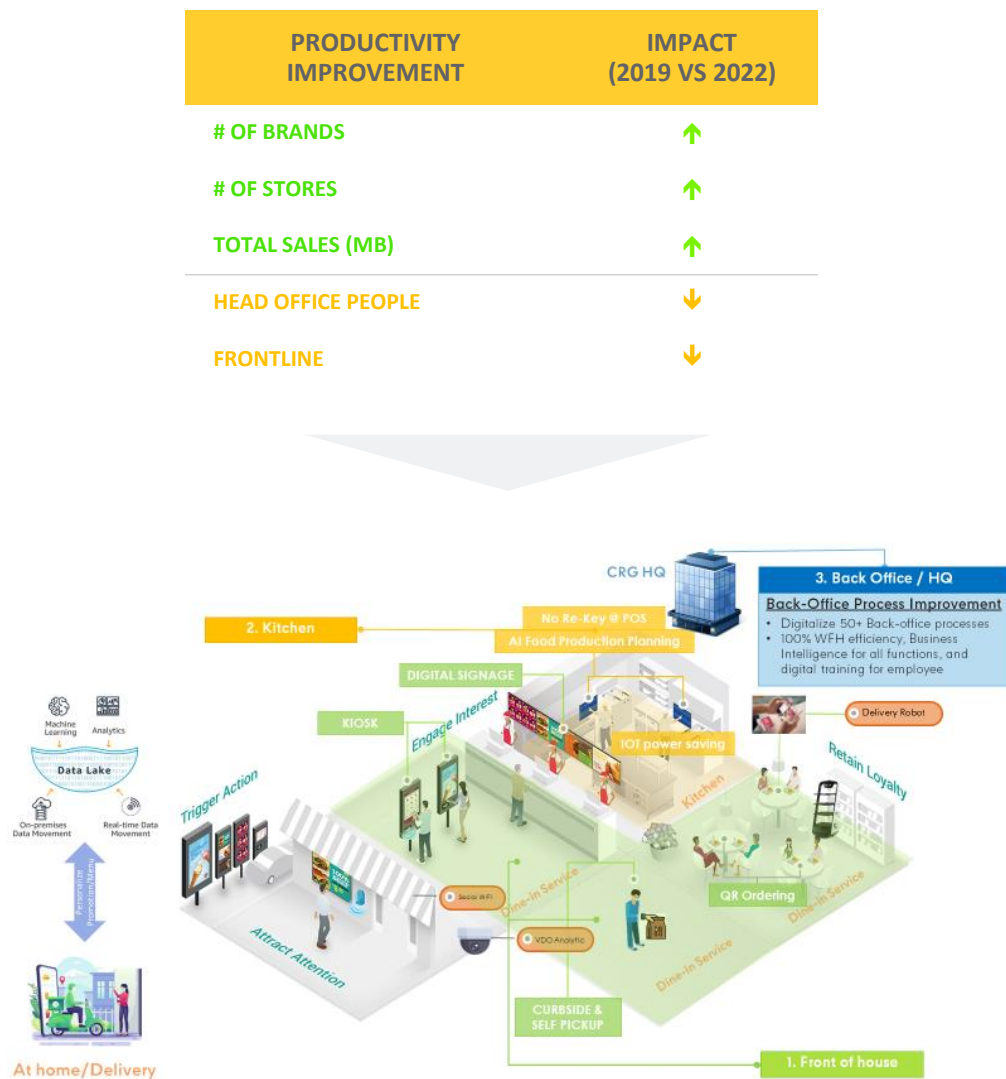 PRODUCTIVITY
IMPROVEMENT
IMPACT
(2019 VS 2022)
# OF BRANDS
# OF STORES
TOTAL SALES (MB)
HEAD OFFICE PEOPLE
FRONTLINE
CRG HQ
3. Back Office / HQ
Back-Office Process Improvement
• Digitalize 50+ Back-office processes
• 100% WFH efficiency, Business
Intelligence for all functions, and
digital training for employee
2. Kitchen
No Re-Key @ POS
AI Food Production Planning
DIGITAL SIGNAGE
KIOSK
Engage Interest
IOT power saving
Delivery Robot
Retain Loyalty
Kitchen
Machine
Learning
Analytics
Data Lake
On-premises
Data Movement
Real-time Data
Movement
Trigger Action
Personalize
Promotion/Menu
Attract Attention
Social WiFi
VDO Analytic
Dine-in Service
QR Ordering
Dine-in Service
Dine-in Service
CURBSIDE &
SELF PICKUP
1. Front of house
At home/Delivery